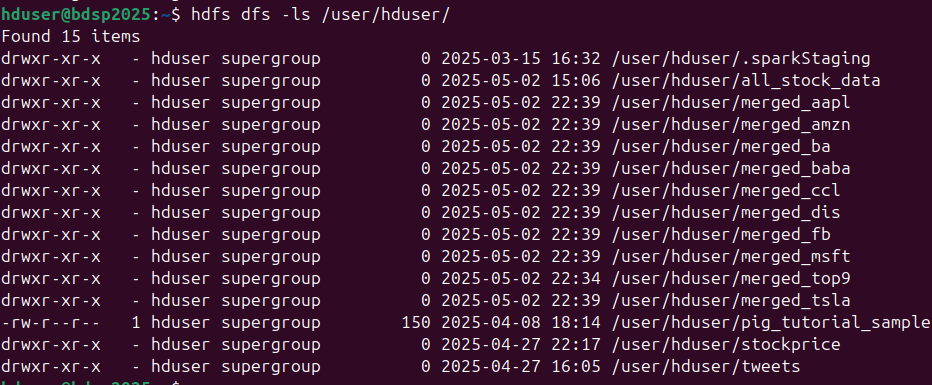 hduser@bdsp2025:~$ hdfs dfs -ls /user/hduser/
Found 15 items
drwxr-xr-x   - hduser supergroup          0 2025-03-15 16:32 /user/hduser/.sparkStaging
drwxr-xr-x   - hduser supergroup          0 2025-05-02 15:06 /user/hduser/all_stock_data
drwxr-xr-x   - hduser supergroup          0 2025-05-02 22:39 /user/hduser/merged_aapl
drwxr-xr-x   - hduser supergroup          0 2025-05-02 22:39 /user/hduser/merged_amzn
drwxr-xr-x   - hduser supergroup          0 2025-05-02 22:39 /user/hduser/merged_ba
drwxr-xr-x   - hduser supergroup          0 2025-05-02 22:39 /user/hduser/merged_baba
drwxr-xr-x   - hduser supergroup          0 2025-05-02 22:39 /user/hduser/merged_ccl
drwxr-xr-x   - hduser supergroup          0 2025-05-02 22:39 /user/hduser/merged_dis
drwxr-xr-x   - hduser supergroup          0 2025-05-02 22:39 /user/hduser/merged_fb
drwxr-xr-x   - hduser supergroup          0 2025-05-02 22:39 /user/hduser/merged_msft
drwxr-xr-x   - hduser supergroup          0 2025-05-02 22:34 /user/hduser/merged_top9
drwxr-xr-x   - hduser supergroup          0 2025-05-02 22:39 /user/hduser/merged_tsla
-rw-r--r--   1 hduser supergroup        150 2025-04-08 18:14 /user/hduser/pig_tutorial_sample
drwxr-xr-x   - hduser supergroup          0 2025-04-27 22:17 /user/hduser/stockprice
drwxr-xr-x   - hduser supergroup          0 2025-04-27 16:05 /user/hduser/tweets